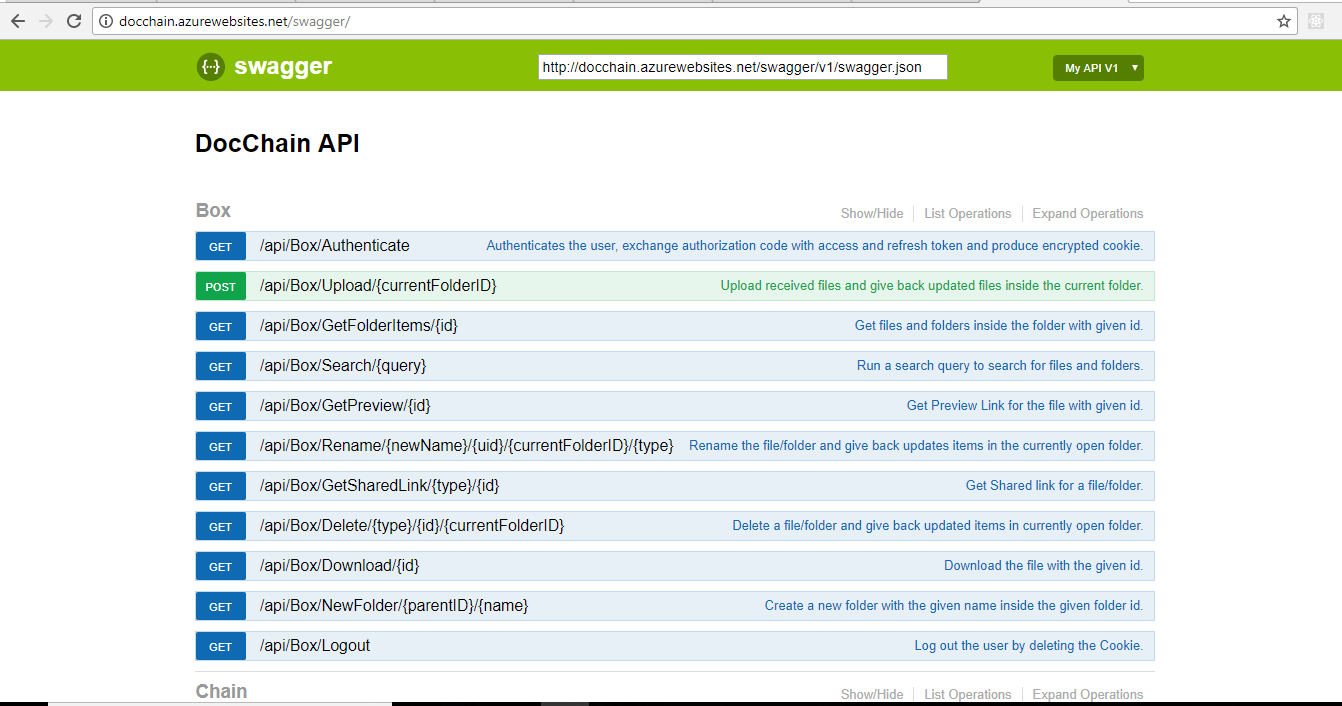 docchain.azurewebsites.net/swagger/
{··} swagger http://docchain.azurewebsites.net/swagger/v1/swagger.json My API V1
DocChain API
Box Show/Hide List Operations Expand Operations
GET /api/Box/Authenticate Authenticates the user, exchange authorization code with access and refresh token and produce encrypted cookie.
POST /api/Box/Upload/{currentFolderID} Upload received files and give back updated files inside the current folder.
GET /api/Box/GetFolderItems/{id} Get files and folders inside the folder with given id.
GET /api/Box/Search/{query} Run a search query to search for files and folders.
GET /api/Box/GetPreview/{id} Get Preview Link for the file with given id.
GET /api/Box/Rename/{newName}/{uid}/{currentFolderID}/{type} Rename the file/folder and give back updates items in the currently open folder.
GET /api/Box/GetSharedLink/{type}/{id} Get Shared link for a file/folder.
GET /api/Box/Delete/{type}/{id}/{currentFolderID} Delete a file/folder and give back updated items in currently open folder.
GET /api/Box/Download/{id} Download the file with the given id.
GET /api/Box/NewFolder/{parentID}/{name} Create a new folder with the given name inside the given folder id.
GET /api/Box/Logout Log out the user by deleting the Cookie.
Chain Show/Hide List Operations Expand Operations